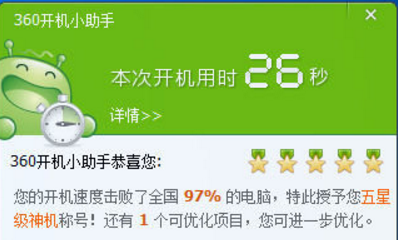 360开机小助手
本次开机用时 26 秒
详情>>
360开机小助手恭喜您:
您的开机速度击败了全国 97% 的电脑，特此授予您五星
级神机称号！还有 1 个可优化项目，您可进一步优化。